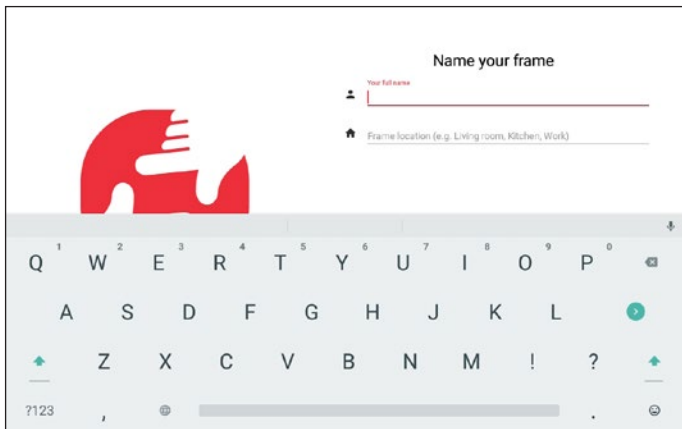 Name your frame
Your full name
Frame location (e.g. Living room, Kitchen, Work)
1 2 3 4 5 6 7 8 9 0
Q W E R T Y U I O P
A S D F G H J K L
Z X C V B N M ! ?
?123 , .